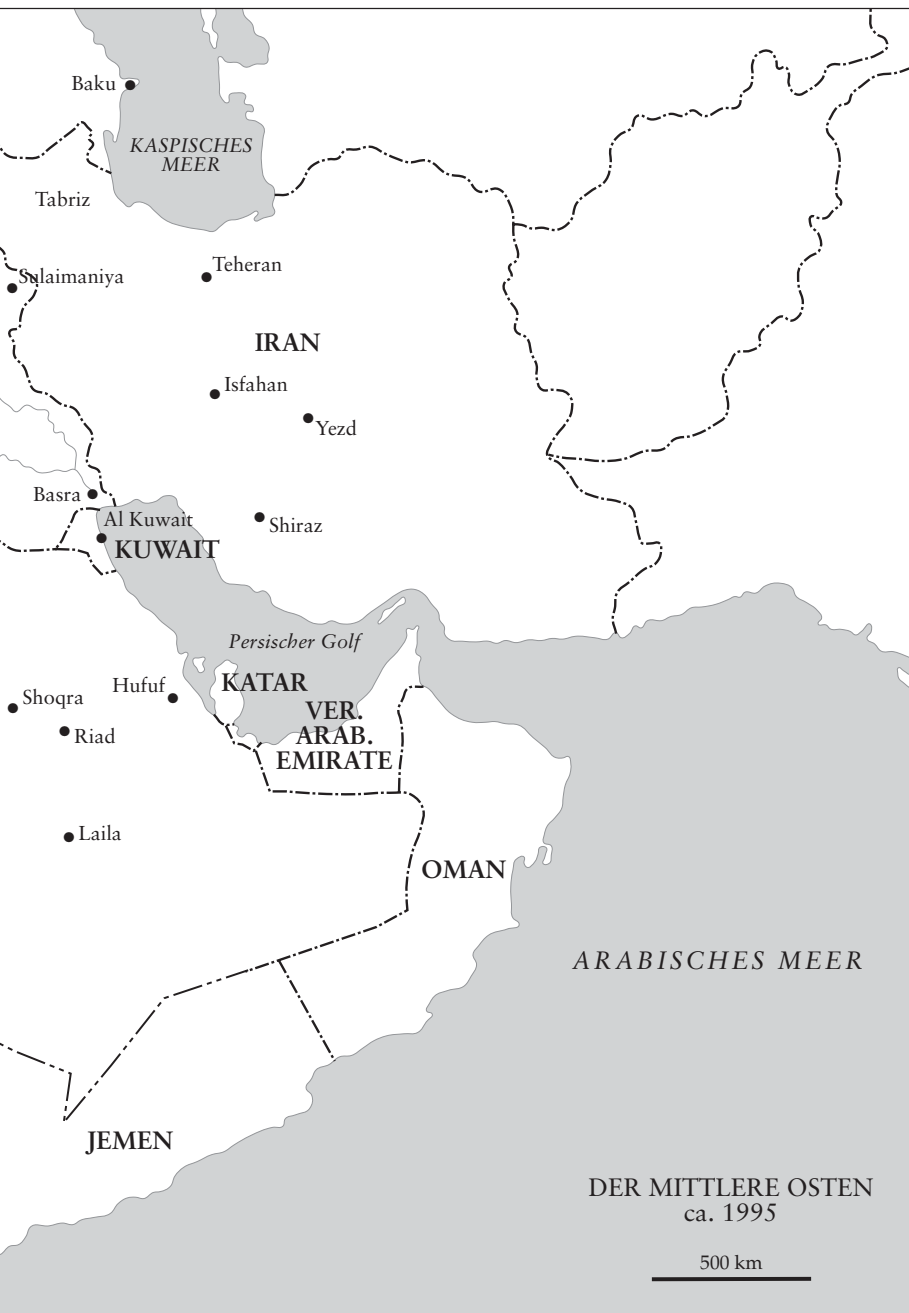 Baku
KASPISCHES
MEER
Tabriz
Teheran
Sulaimaniya
IRAN
Isfahan
Yezd
Basra
Al Kuwait
Shiraz
KUWAIT
Persischer Golf
Hufuf
KATAR
Shoqra
VER.
Riad
ARAB.
EMIRATE
Laila
OMAN
ARABISCHES MEER
JEMEN
DER MITTLERE OSTEN
ca. 1995
500 km